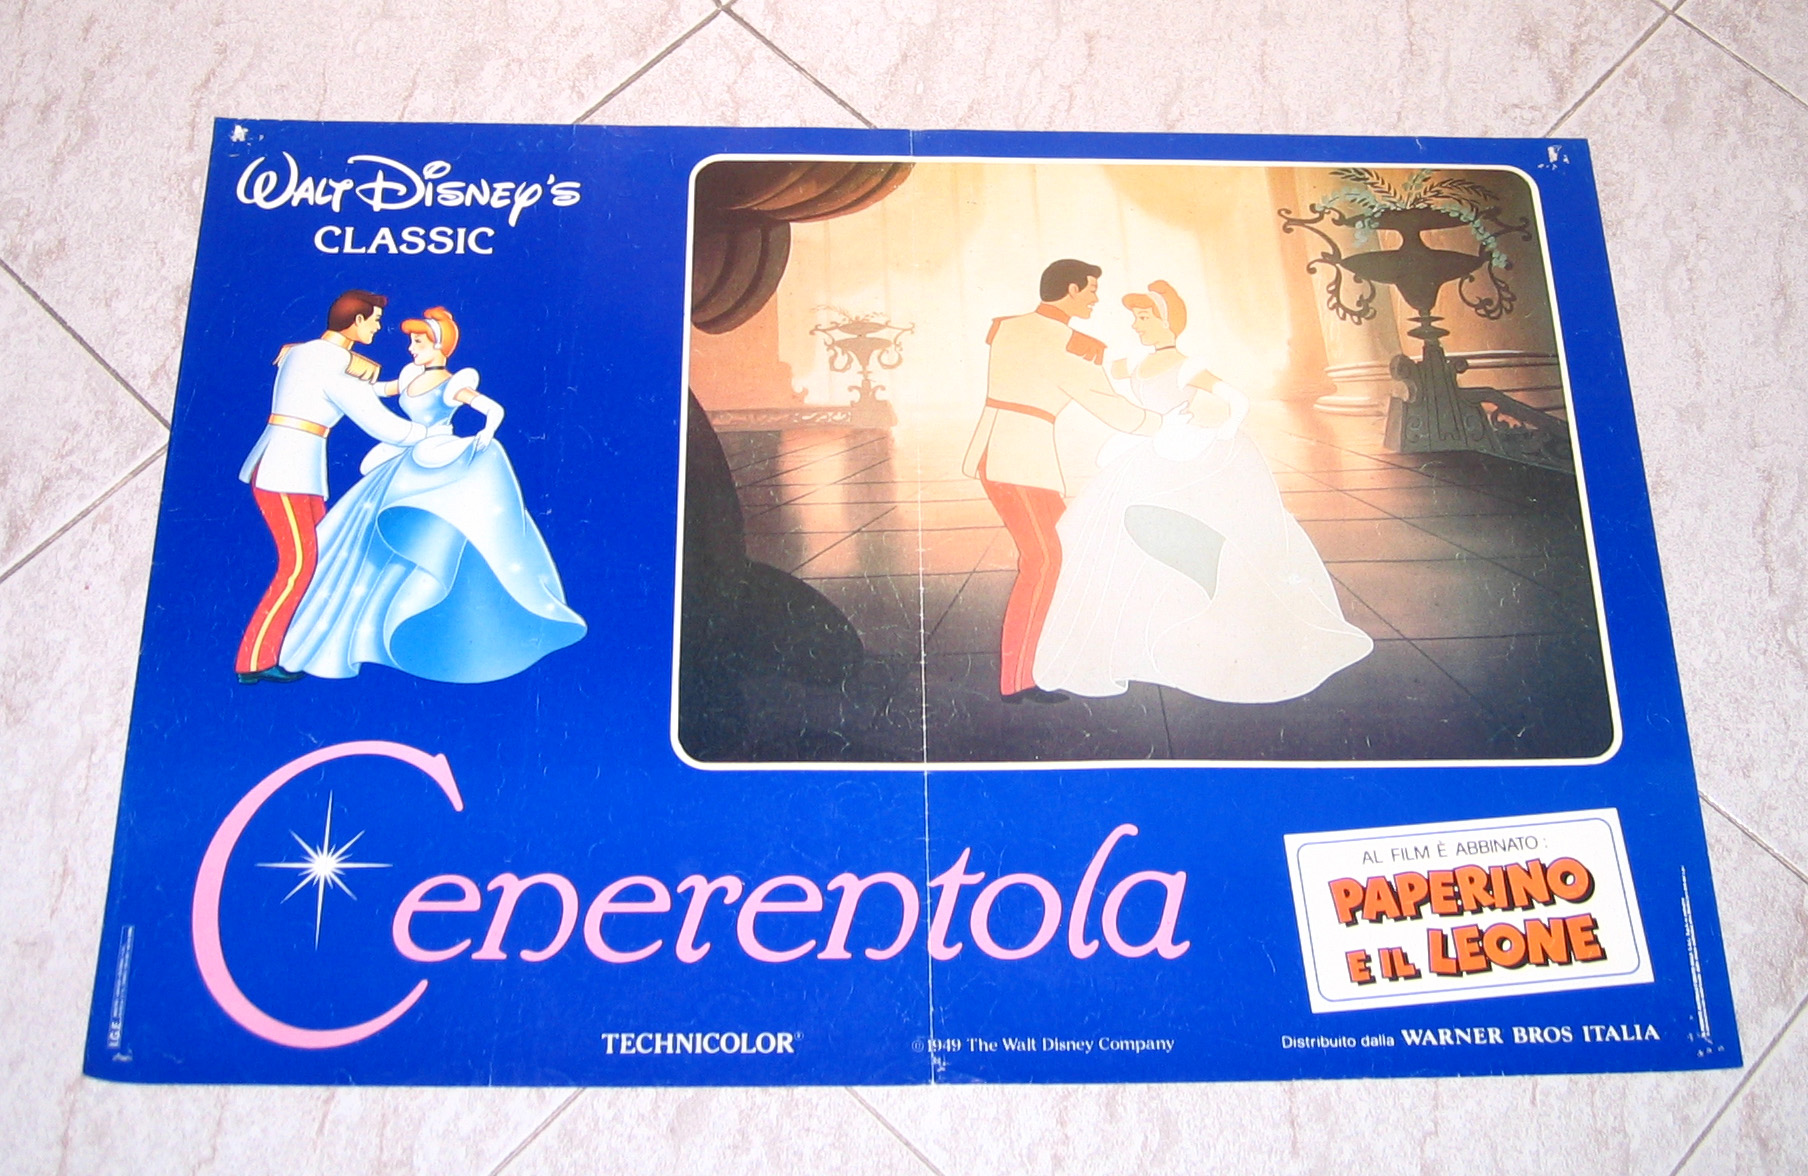 WALT DISNEY'S
CLASSIC
Cenerentola
AL FILM È ABBINATO:
PAPERINO
E IL LEONE
TECHNICOLOR®
©1949 The Walt Disney Company
Distribuito dalla WARNER BROS ITALIA
I.G.E.